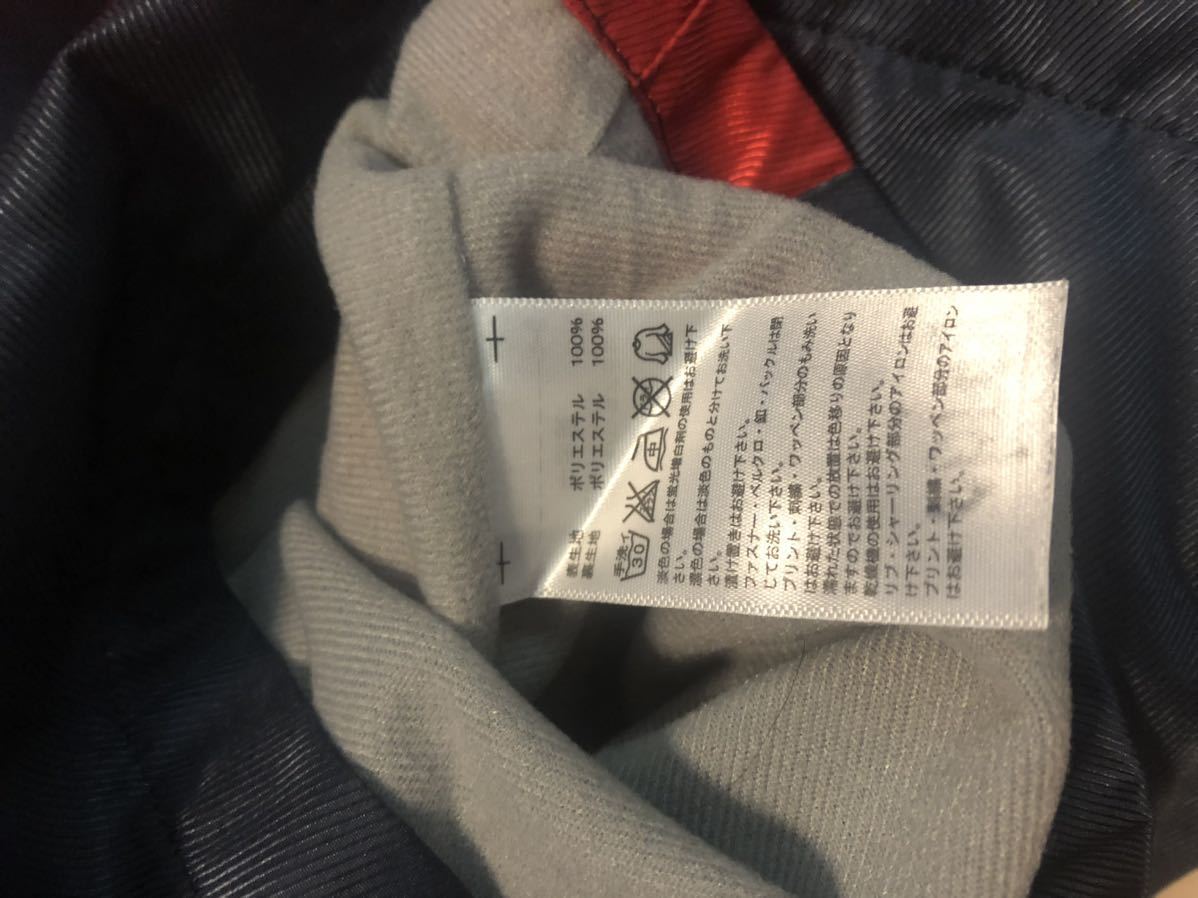 表生地 ポリエステル 100%
裏生地 ポリエステル 100%
手洗イ
30 中
淡色の場合は蛍光増白剤の使用はお避け下
さい。
濃色の場合は淡色のものと分けてお洗い下
さい。
漬け置きはお避け下さい。
ファスナー・ベルクロ・釦・バックルは閉
じてお洗い下さい。
プリント・刺繍・ワッペン部分のもみ洗い
はお避け下さい。
濡れた状態での放置は色移りの原因となり
ますのでお避け下さい。
乾燥機の使用はお避け下さい。
リブ・シャーリング部分のアイロンはお避
け下さい。
プリント・刺繍・ワッペン部分のアイロン
はお避け下さい。